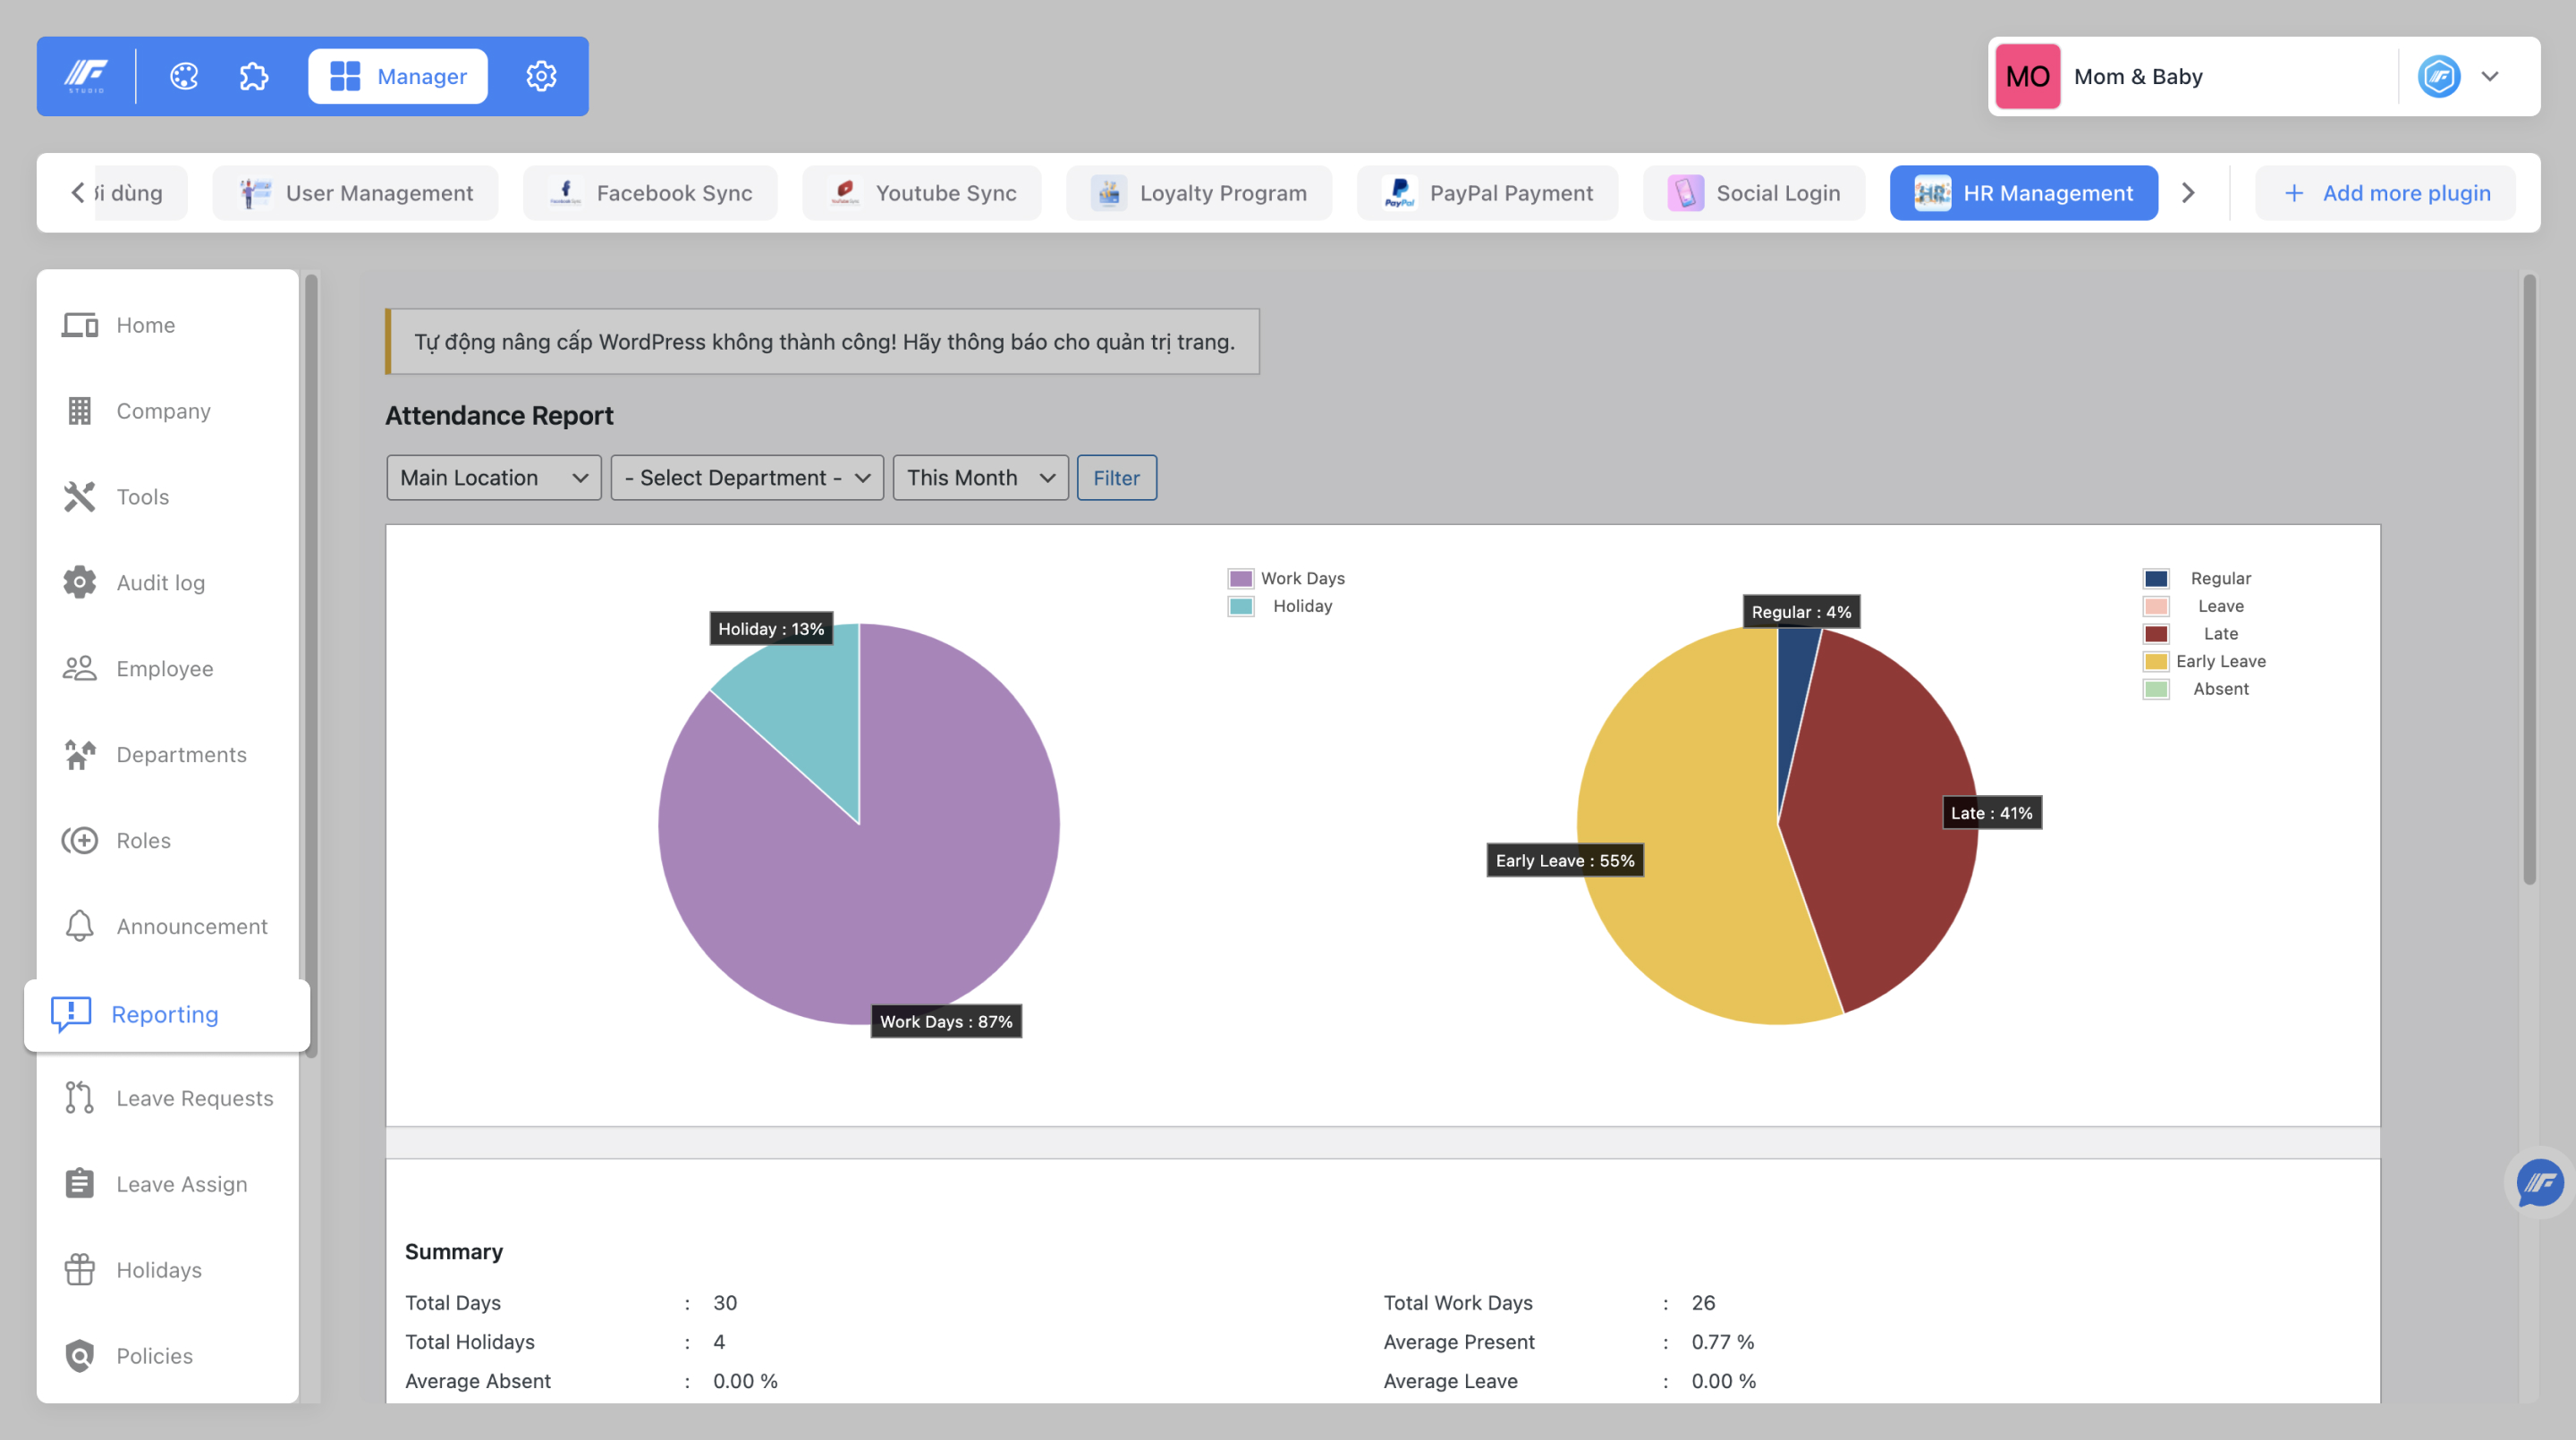 STUDIO
Manager
MO
Mom & Baby
dùng
User Management
Facebook Sync
Youtube Sync
Loyalty Program
PayPal
PayPal Payment
Social Login
HR
HR Management
Add more plugin
Home
Company
Tools
Audit log
Employee
Departments
Roles
Announcement
Reporting
Leave Requests
Leave Assign
Holidays
Policies
Tự động nâng cấp WordPress không thành công! Hãy thông báo cho quản trị trang.
Attendance Report
Main Location
- Select Department -
This Month
Filter
Work Days
Holiday
Holiday : 13%
Work Days : 87%
Regular
Leave
Late
Early Leave
Absent
Regular : 4%
Late : 41%
Early Leave : 55%
Summary
Total Days : 30
Total Work Days : 26
Total Holidays : 4
Average Present : 0.77 %
Average Absent : 0.00 %
Average Leave : 0.00 %